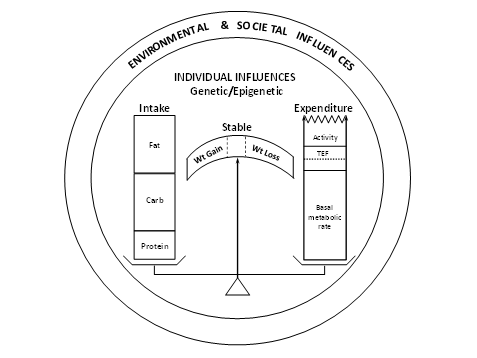 ENVIRONMENTAL & SOCIETAL INFLUENCES
INDIVIDUAL INFLUENCES
Genetic/Epigenetic
Intake
Expenditure
Stable
Wt Gain
Wt Loss
Fat
Carb
Protein
Activity
TEF
Basal
metabolic
rate